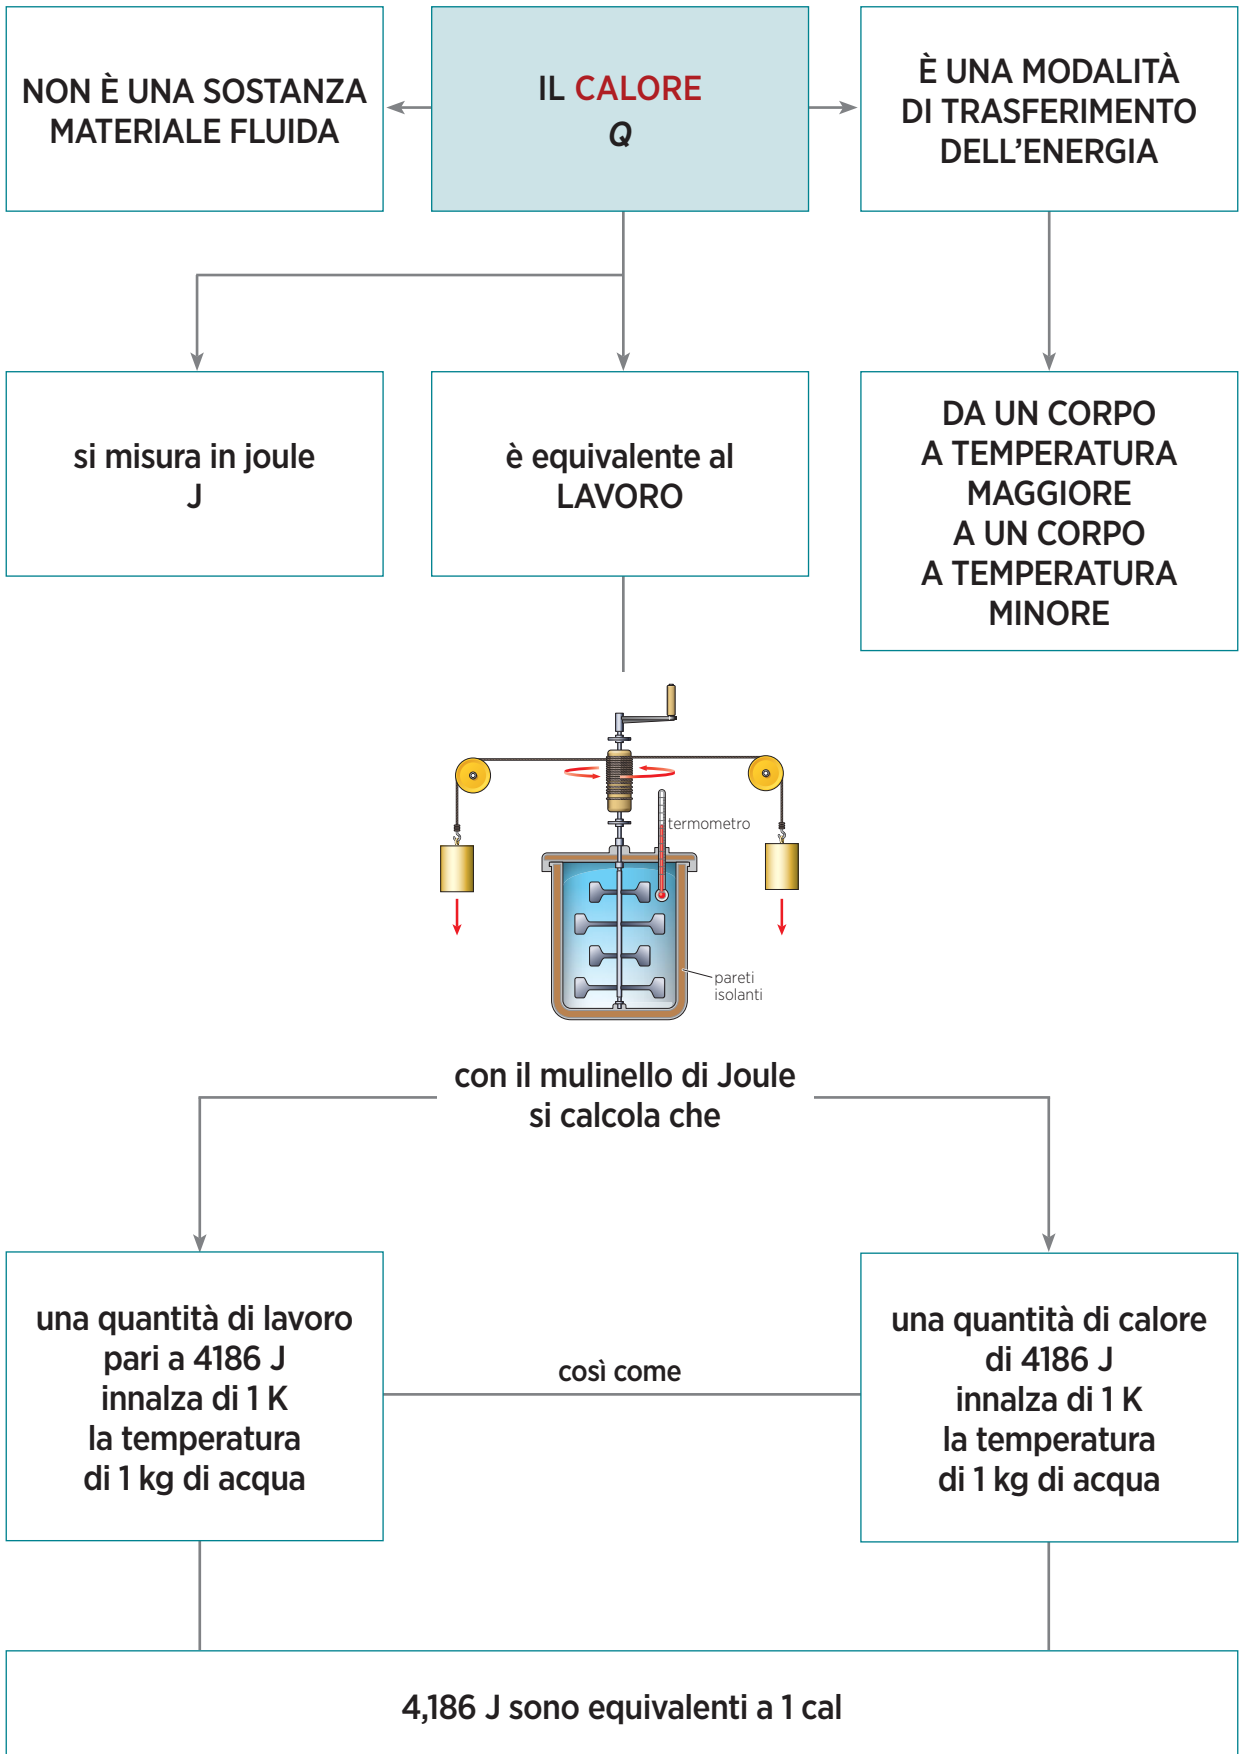 NON È UNA SOSTANZA
MATERIALE FLUIDA
IL CALORE
Q
È UNA MODALITÀ
DI TRASFERIMENTO
DELL’ENERGIA
si misura in joule
J
è equivalente al
LAVORO
DA UN CORPO
A TEMPERATURA
MAGGIORE
A UN CORPO
A TEMPERATURA
MINORE
termometro
pareti
isolanti
con il mulinello di Joule
si calcola che
una quantità di lavoro
pari a 4186 J
innalza di 1 K
la temperatura
di 1 kg di acqua
così come
una quantità di calore
di 4186 J
innalza di 1 K
la temperatura
di 1 kg di acqua
4,186 J sono equivalenti a 1 cal